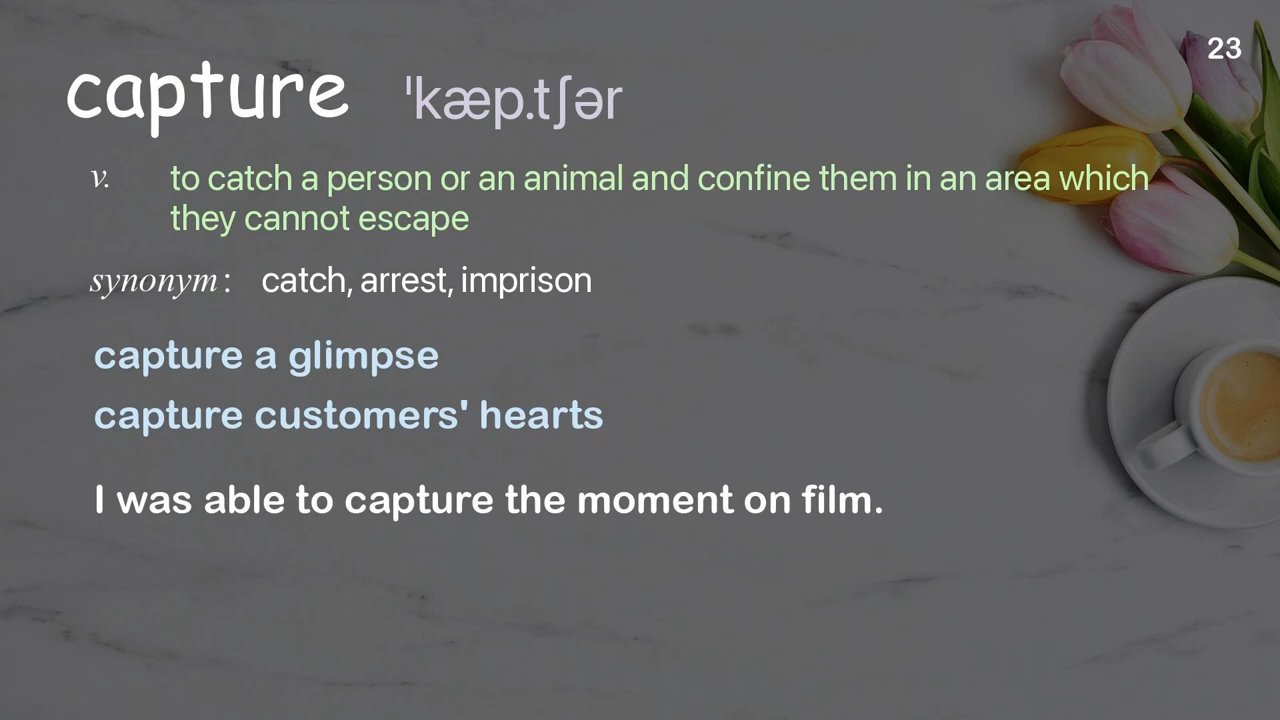 23
capture ˈkæp.tʃər
v. to catch a person or an animal and confine them in an area which
they cannot escape
synonym: catch, arrest, imprison
capture a glimpse
capture customers' hearts
I was able to capture the moment on film.